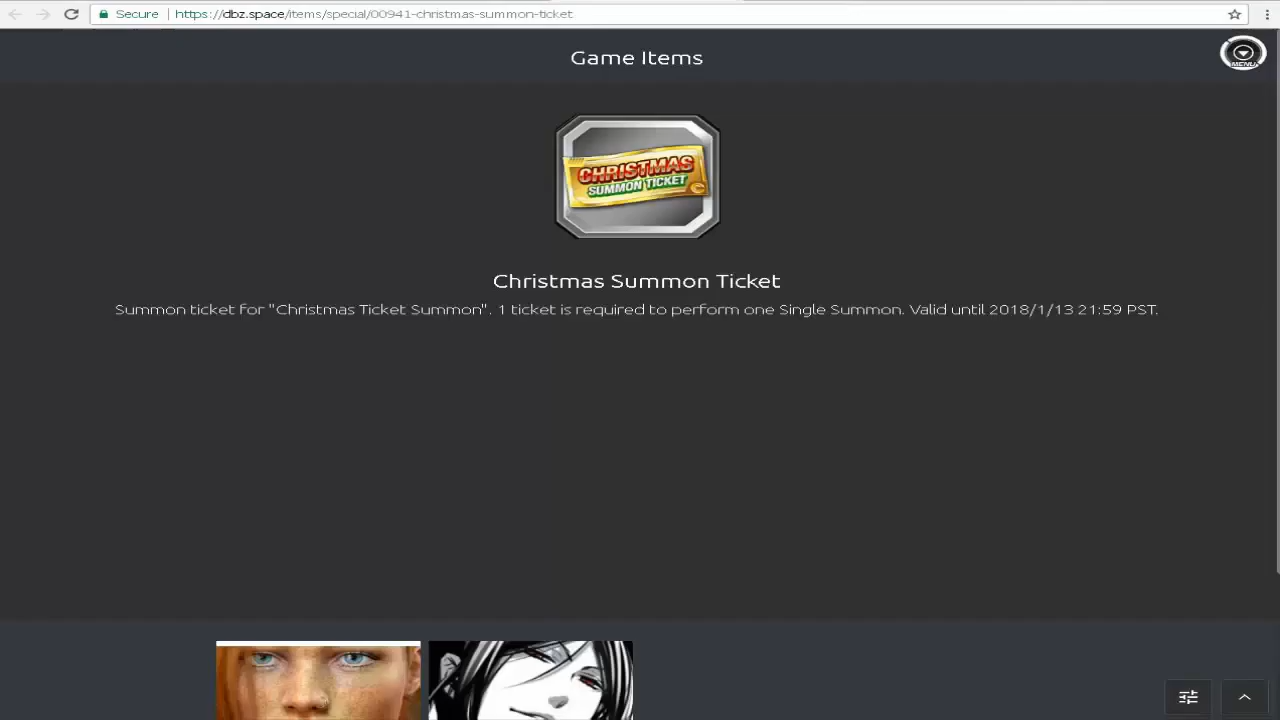 Secure
https://dbz.space/items/special/00941-christmas-summon-ticket
Game Items
MENU
CHRISTMAS
SUMMON TICKET
Christmas Summon Ticket
Summon ticket for "Christmas Ticket Summon". 1 ticket is required to perform one Single Summon. Valid until 2018/1/13 21:59 PST.